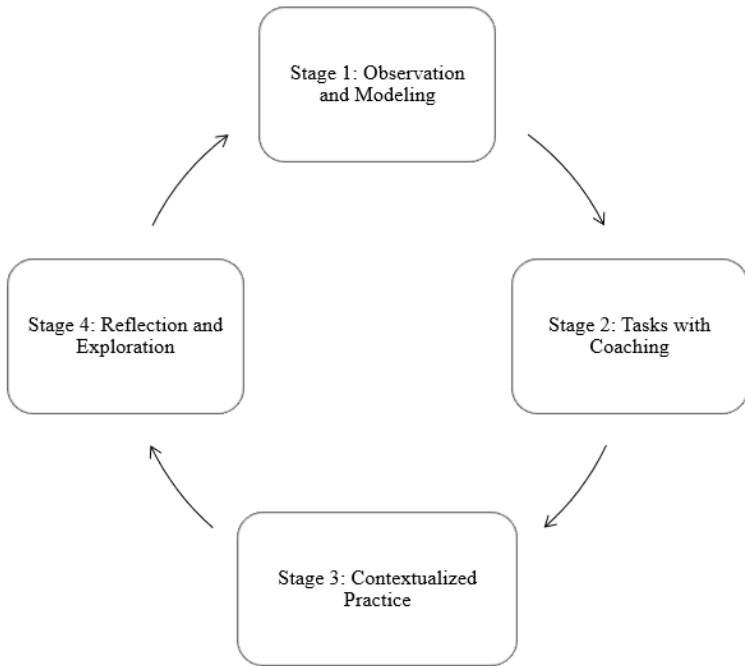 Stage 1: Observation
and Modeling
Stage 2: Tasks with
Coaching
Stage 3: Contextualized
Practice
Stage 4: Reflection and
Exploration